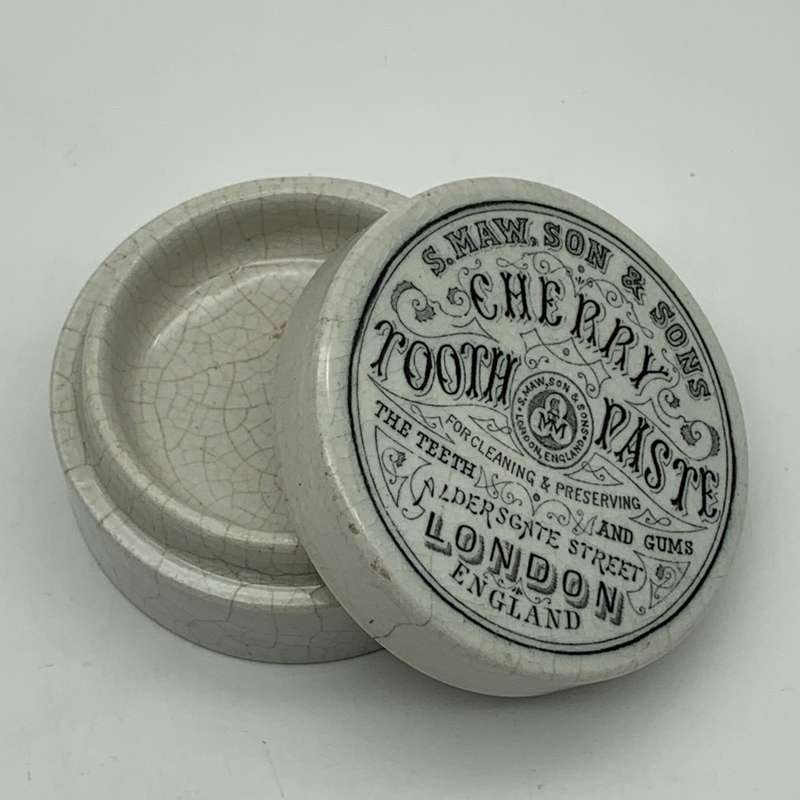 S. MAW, SON & SONS
CHERRY
TOOTH PASTE
S. MAW, SON & SONS
LONDON, ENGLAND
FOR CLEANING & PRESERVING
THE TEETH AND GUMS
ALDERSGATE STREET
LONDON
ENGLAND